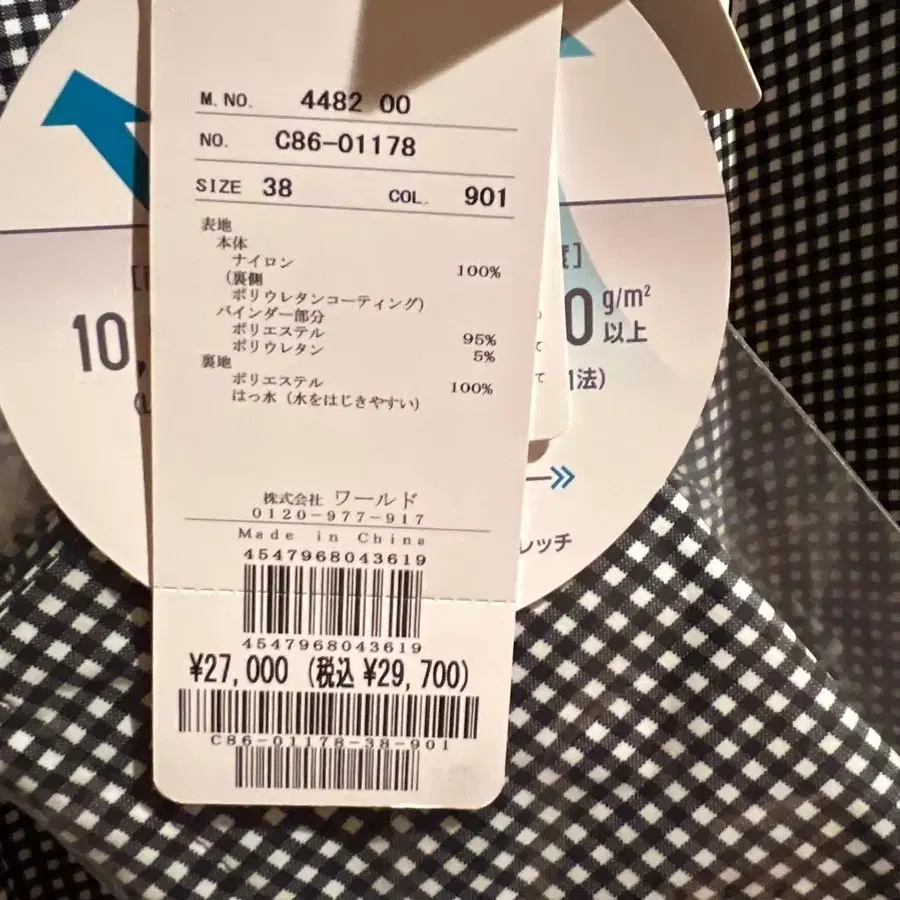 M. NO. 4482 00
NO. C86-01178
SIZE 38 COL. 901
表地
本体
ナイロン 100%
(裏側
ポリウレタンコーティング)
バインダー部分
ポリエステル 95%
ポリウレタン 5%
裏地
ポリエステル 100%
はっ水 (水をはじきやすい)
株式会社 ワールド
0120-977-917
Made in China
4547968043619
4547968043619
¥27,000 (税込 ¥29,700)
C86-01178-38-901
10,
度]
0 g/m²
以上
1法)
レッチ